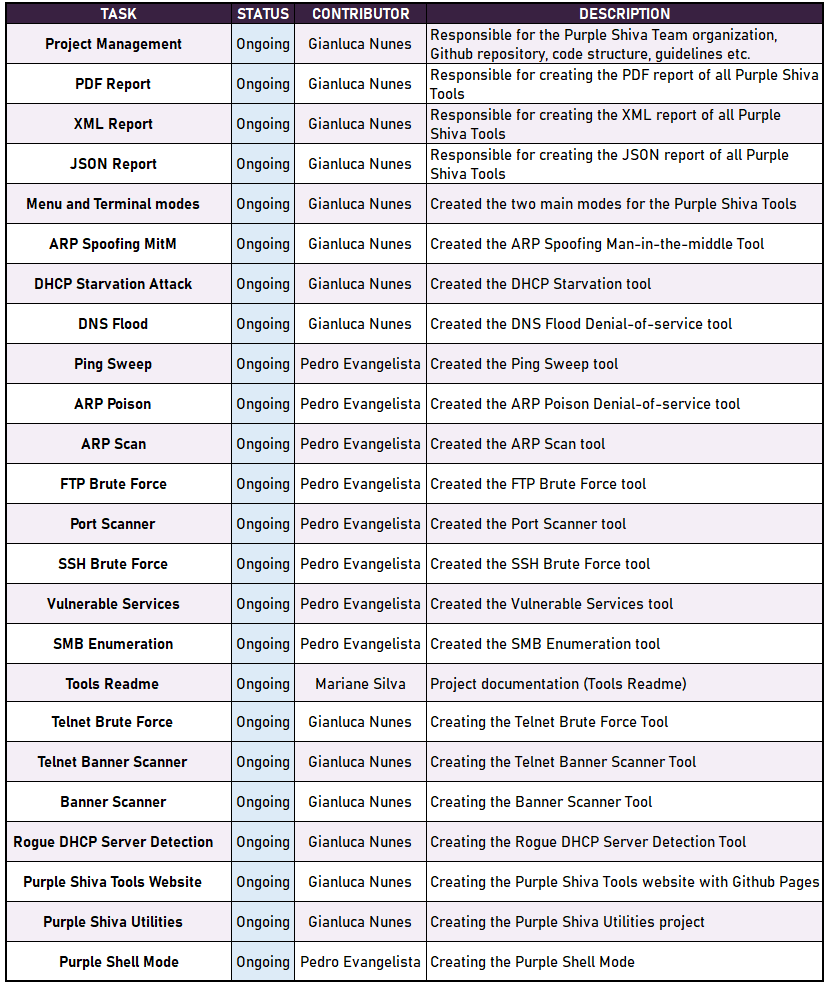 TASK STATUS CONTRIBUTOR DESCRIPTION
Project Management Ongoing Gianluca Nunes Responsible for the Purple Shiva Team organization,
Github repository, code structure, guidelines etc.
PDF Report Ongoing Gianluca Nunes Responsible for creating the PDF report of all Purple Shiva
Tools
XML Report Ongoing Gianluca Nunes Responsible for creating the XML report of all Purple
Shiva Tools
JSON Report Ongoing Gianluca Nunes Responsible for creating the JSON report of all Purple
Shiva Tools
Menu and Terminal modes Ongoing Gianluca Nunes Created the two main modes for the Purple Shiva Tools
ARP Spoofing MitM Ongoing Gianluca Nunes Created the ARP Spoofing Man-in-the-middle Tool
DHCP Starvation Attack Ongoing Gianluca Nunes Created the DHCP Starvation tool
DNS Flood Ongoing Gianluca Nunes Created the DNS Flood Denial-of-service tool
Ping Sweep Ongoing Pedro Evangelista Created the Ping Sweep tool
ARP Poison Ongoing Pedro Evangelista Created the ARP Poison Denial-of-service tool
ARP Scan Ongoing Pedro Evangelista Created the ARP Scan tool
FTP Brute Force Ongoing Pedro Evangelista Created the FTP Brute Force tool
Port Scanner Ongoing Pedro Evangelista Created the Port Scanner tool
SSH Brute Force Ongoing Pedro Evangelista Created the SSH Brute Force tool
Vulnerable Services Ongoing Pedro Evangelista Created the Vulnerable Services tool
SMB Enumeration Ongoing Pedro Evangelista Created the SMB Enumeration tool
Tools Readme Ongoing Mariane Silva Project documentation (Tools Readme)
Telnet Brute Force Ongoing Gianluca Nunes Creating the Telnet Brute Force Tool
Telnet Banner Scanner Ongoing Gianluca Nunes Creating the Telnet Banner Scanner Tool
Banner Scanner Ongoing Gianluca Nunes Creating the Banner Scanner Tool
Rogue DHCP Server Detection Ongoing Gianluca Nunes Creating the Rogue DHCP Server Detection Tool
Purple Shiva Tools Website Ongoing Gianluca Nunes Creating the Purple Shiva Tools website with Github Pages
Purple Shiva Utilities Ongoing Gianluca Nunes Creating the Purple Shiva Utilities project
Purple Shell Mode Ongoing Pedro Evangelista Creating the Purple Shell Mode